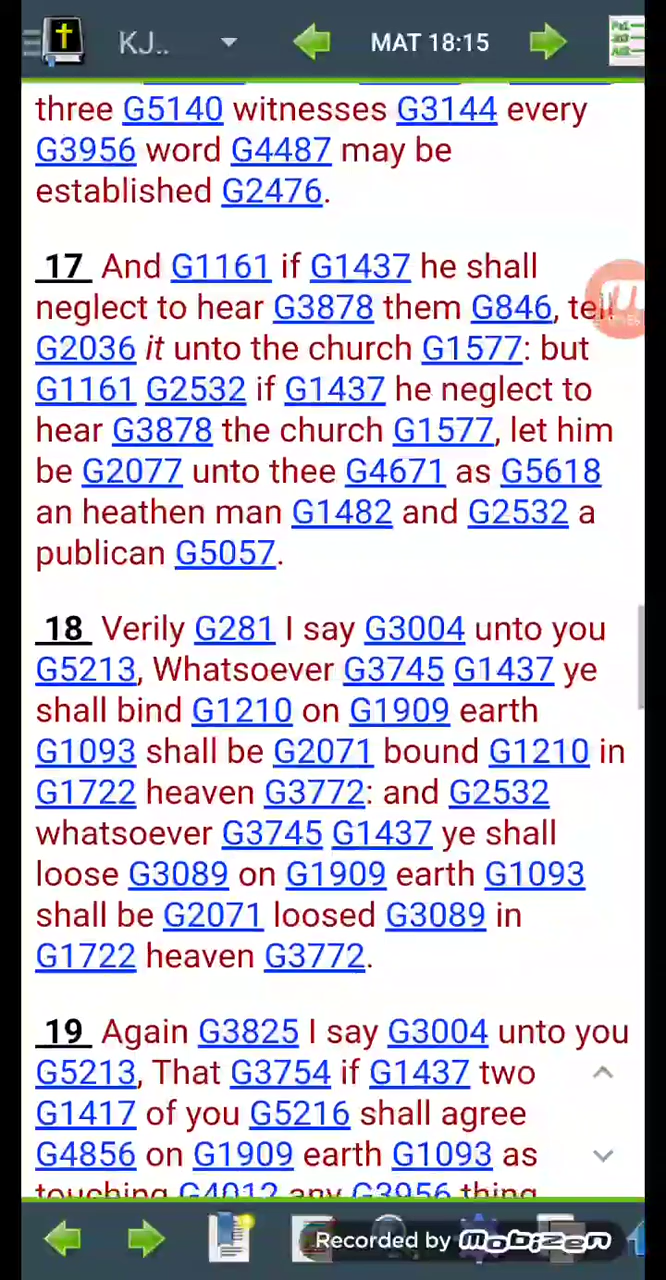 KJ..
MAT 18:15
three G5140 witnesses G3144 every
G3956 word G4487 may be
established G2476.
17 And G1161 if G1437 he shall
neglect to hear G3878 them G846, tell
G2036 it unto the church G1577: but
G1161 G2532 if G1437 he neglect to
hear G3878 the church G1577, let him
be G2077 unto thee G4671 as G5618
an heathen man G1482 and G2532 a
publican G5057.
18 Verily G281 I say G3004 unto you
G5213, Whatsoever G3745 G1437 ye
shall bind G1210 on G1909 earth
G1093 shall be G2071 bound G1210 in
G1722 heaven G3772: and G2532
whatsoever G3745 G1437 ye shall
loose G3089 on G1909 earth G1093
shall be G2071 loosed G3089 in
G1722 heaven G3772.
19 Again G3825 I say G3004 unto you
G5213, That G3754 if G1437 two
G1417 of you G5216 shall agree
G4856 on G1909 earth G1093 as
touching G4012 any G3956 thing
Recorded by Mobizen